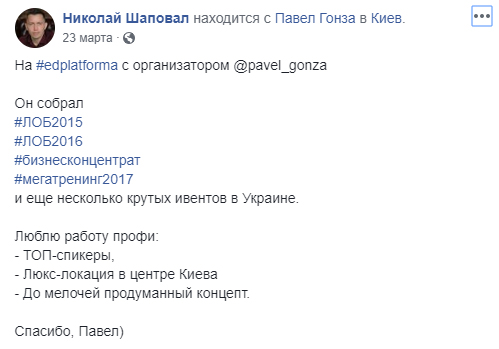 Николай Шаповал находится с Павел Гонза в Киев.
23 марта ·
На #edplatforma с организатором @pavel_gonza
Он собрал
#ЛОБ2015
#ЛОБ2016
#бизнесконцентрат
#мегатренинг2017
и еще несколько крутых ивентов в Украине.
Люблю работу профи:
- ТОП-спикеры,
- Люкс-локация в центре Киева
- До мелочей продуманный концепт.
Спасибо, Павел)